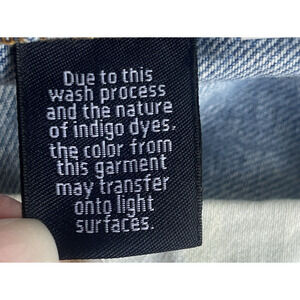 Due to this
wash process
and the nature
of indigo dyes,
the color from
this garment
may transfer
onto light
surfaces.